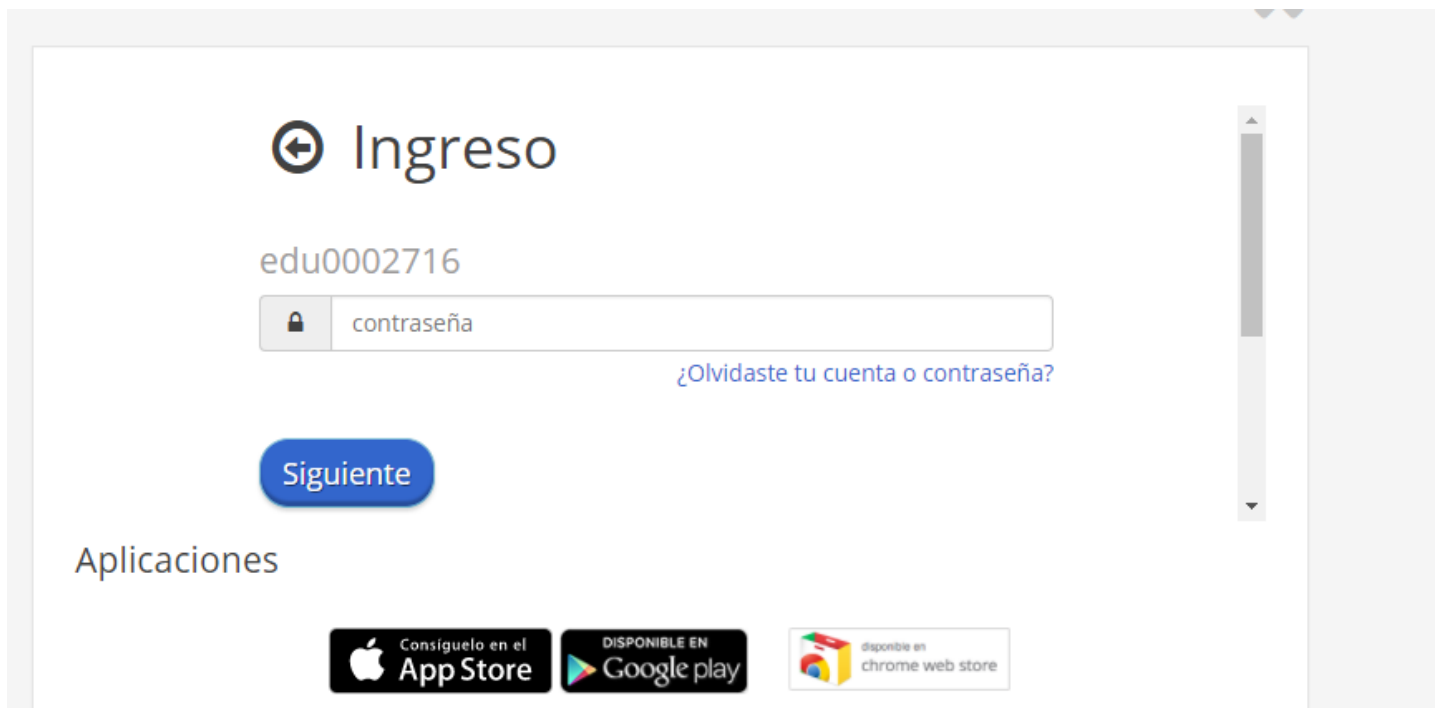 Ingreso
edu0002716
contraseña
¿Olvidaste tu cuenta o contraseña?
Siguiente
Aplicaciones
Consíguelo en el
App Store
DISPONIBLE EN
Google play
disponible en
chrome web store